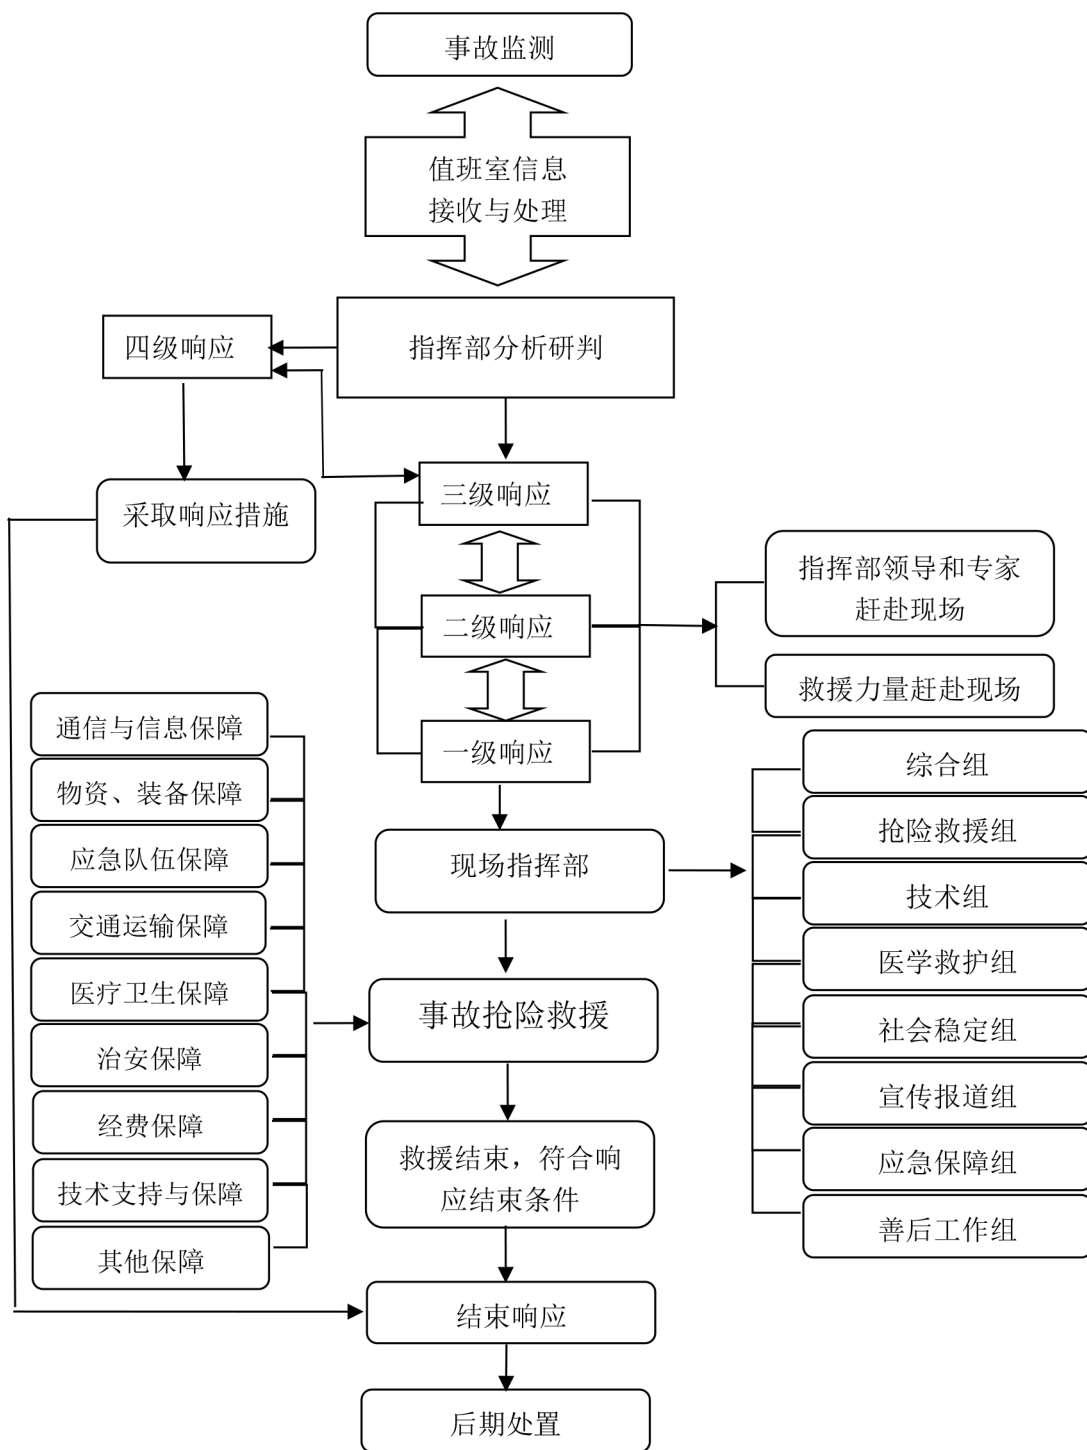 事故监测
值班室信息
接收与处理
四级响应
指挥部分析研判
三级响应
采取响应措施
指挥部领导和专家
赶赴现场
二级响应
救援力量赶赴现场
一级响应
通信与信息保障
物资、装备保障
应急队伍保障
交通运输保障
医疗卫生保障
治安保障
经费保障
技术支持与保障
其他保障
现场指挥部
综合组
抢险救援组
技术组
医学救护组
社会稳定组
宣传报道组
应急保障组
善后工作组
事故抢险救援
救援结束，符合响
应结束条件
结束响应
后期处置